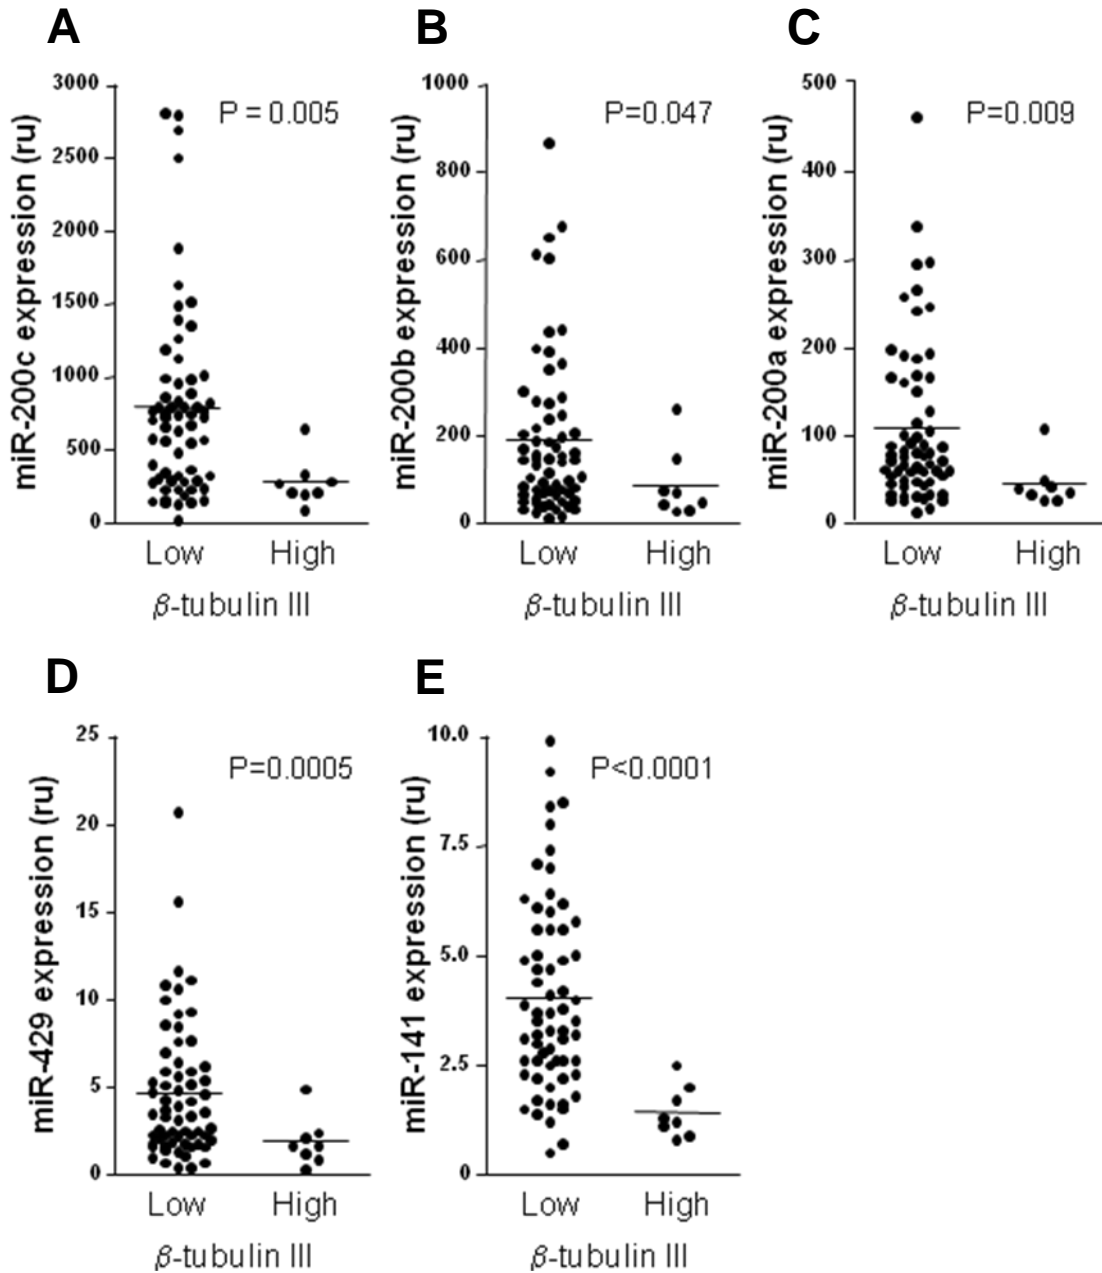 A
miR-200c expression (ru)
3000
2500
2000
1500
1000
500
0
P = 0.005
Low High
β-tubulin III
B
miR-200b expression (ru)
1000
800
600
400
200
0
P=0.047
Low High
β-tubulin III
C
miR-200a expression (ru)
500
400
300
200
100
0
P=0.009
Low High
β-tubulin III
D
miR-429 expression (ru)
25
20
15
10
5
0
P=0.0005
Low High
β-tubulin III
E
miR-141 expression (ru)
10.0
7.5
5.0
2.5
0
P<0.0001
Low High
β-tubulin III